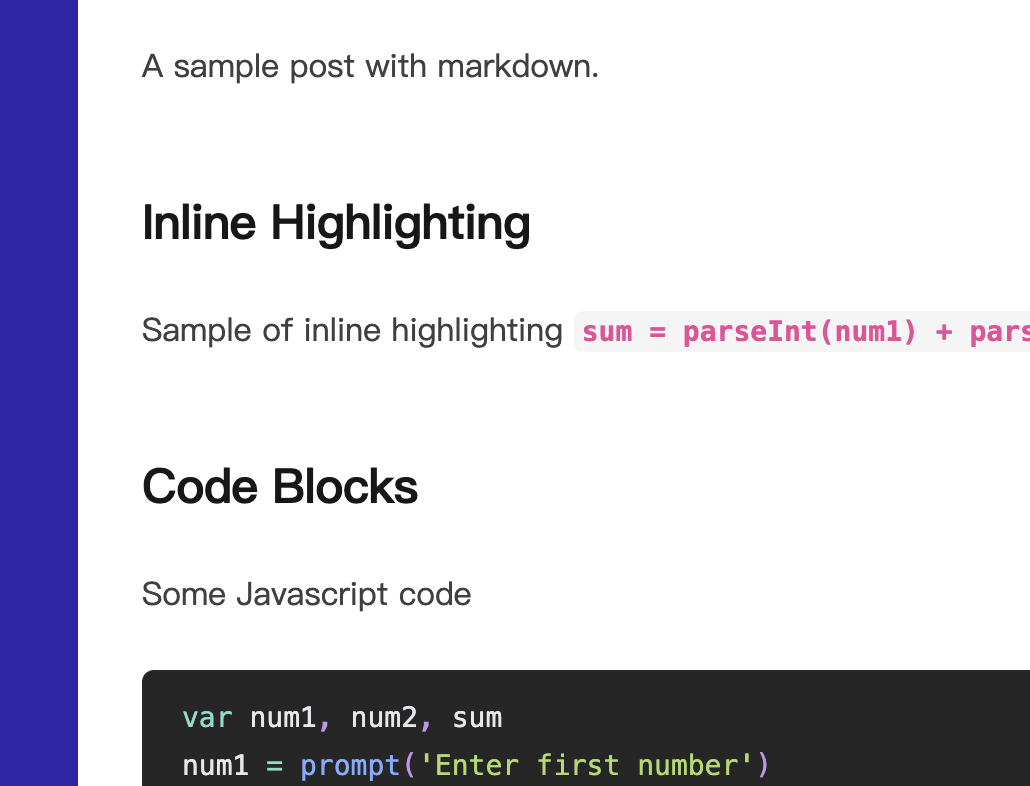 A sample post with markdown.
Inline Highlighting
Sample of inline highlighting sum = parseInt(num1) + pars
Code Blocks
Some Javascript code
var num1, num2, sum
num1 = prompt('Enter first number')